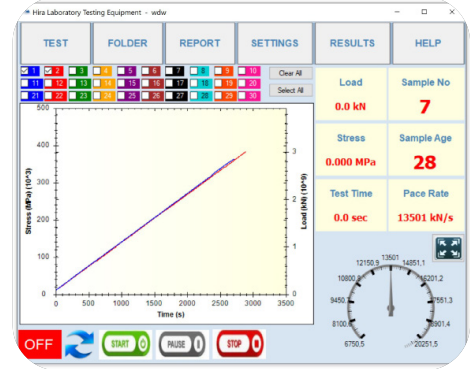 Hira Laboratory Testing Equipment - wdw
TEST FOLDER REPORT SETTINGS RESULTS HELP
1 2 3 4 5 6 7 8 9 10 Clear All
11 12 13 14 15 16 17 18 19 20 Select All
21 22 23 24 25 26 27 28 29 30
Load Sample No
0.0 kN 7
Stress Sample Age
0.000 MPa 28
Test Time Pace Rate
0.0 sec 13501 kN/s
Stress (MPa) (10^3)
500
400
300
200
100
0
0 500 1000 1500 2000 2500 3000 3500
Time (s)
3
2
1
0
Load (kN) (10^9)
13501
12150,9 14851,1
10800, 16201,2
9450, 17551,3
8100, 18901,4
6750,5 20251,5
OFF START PAUSE STOP